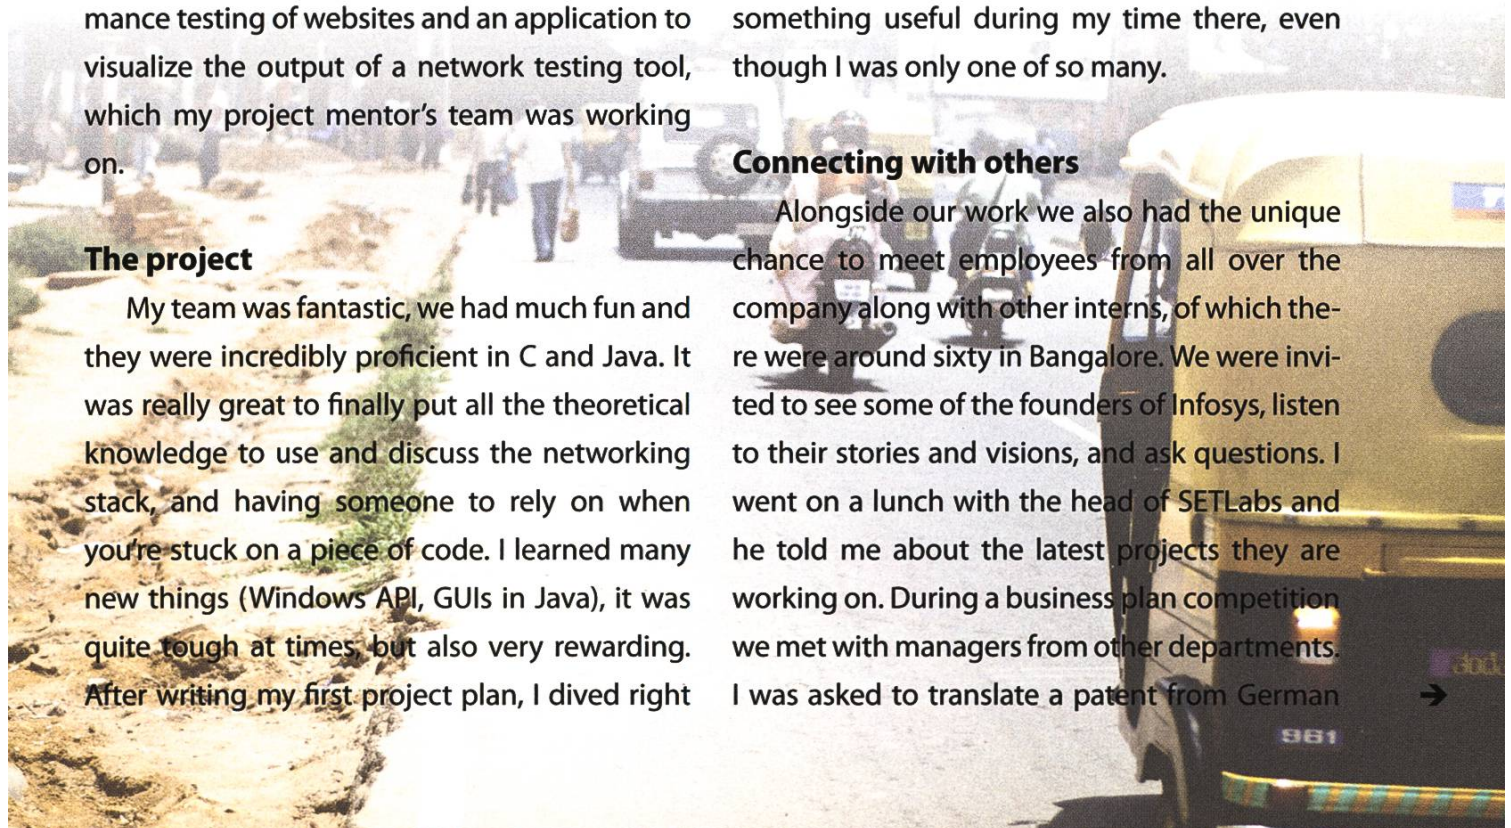 mance testing of websites and an application to
visualize the output of a network testing tool,
which my project mentor's team was working
on.
The project
My team was fantastic, we had much fun and
they were incredibly proficient in C and Java. It
was really great to finally put all the theoretical
knowledge to use and discuss the networking
stack, and having someone to rely on when
you're stuck on a piece of code. I learned many
new things (Windows API, GUIs in Java), it was
quite tough at times, but also very rewarding.
After writing my first project plan, I dived right
something useful during my time there, even
though I was only one of so many.
Connecting with others
Alongside our work we also had the unique
chance to meet employees from all over the
company along with other interns, of which the-
re were around sixty in Bangalore. We were invi-
ted to see some of the founders of Infosys, listen
to their stories and visions, and ask questions. I
went on a lunch with the head of SETLabs and
he told me about the latest projects they are
working on. During a business plan competition
we met with managers from other departments.
I was asked to translate a patent from German
➔
961